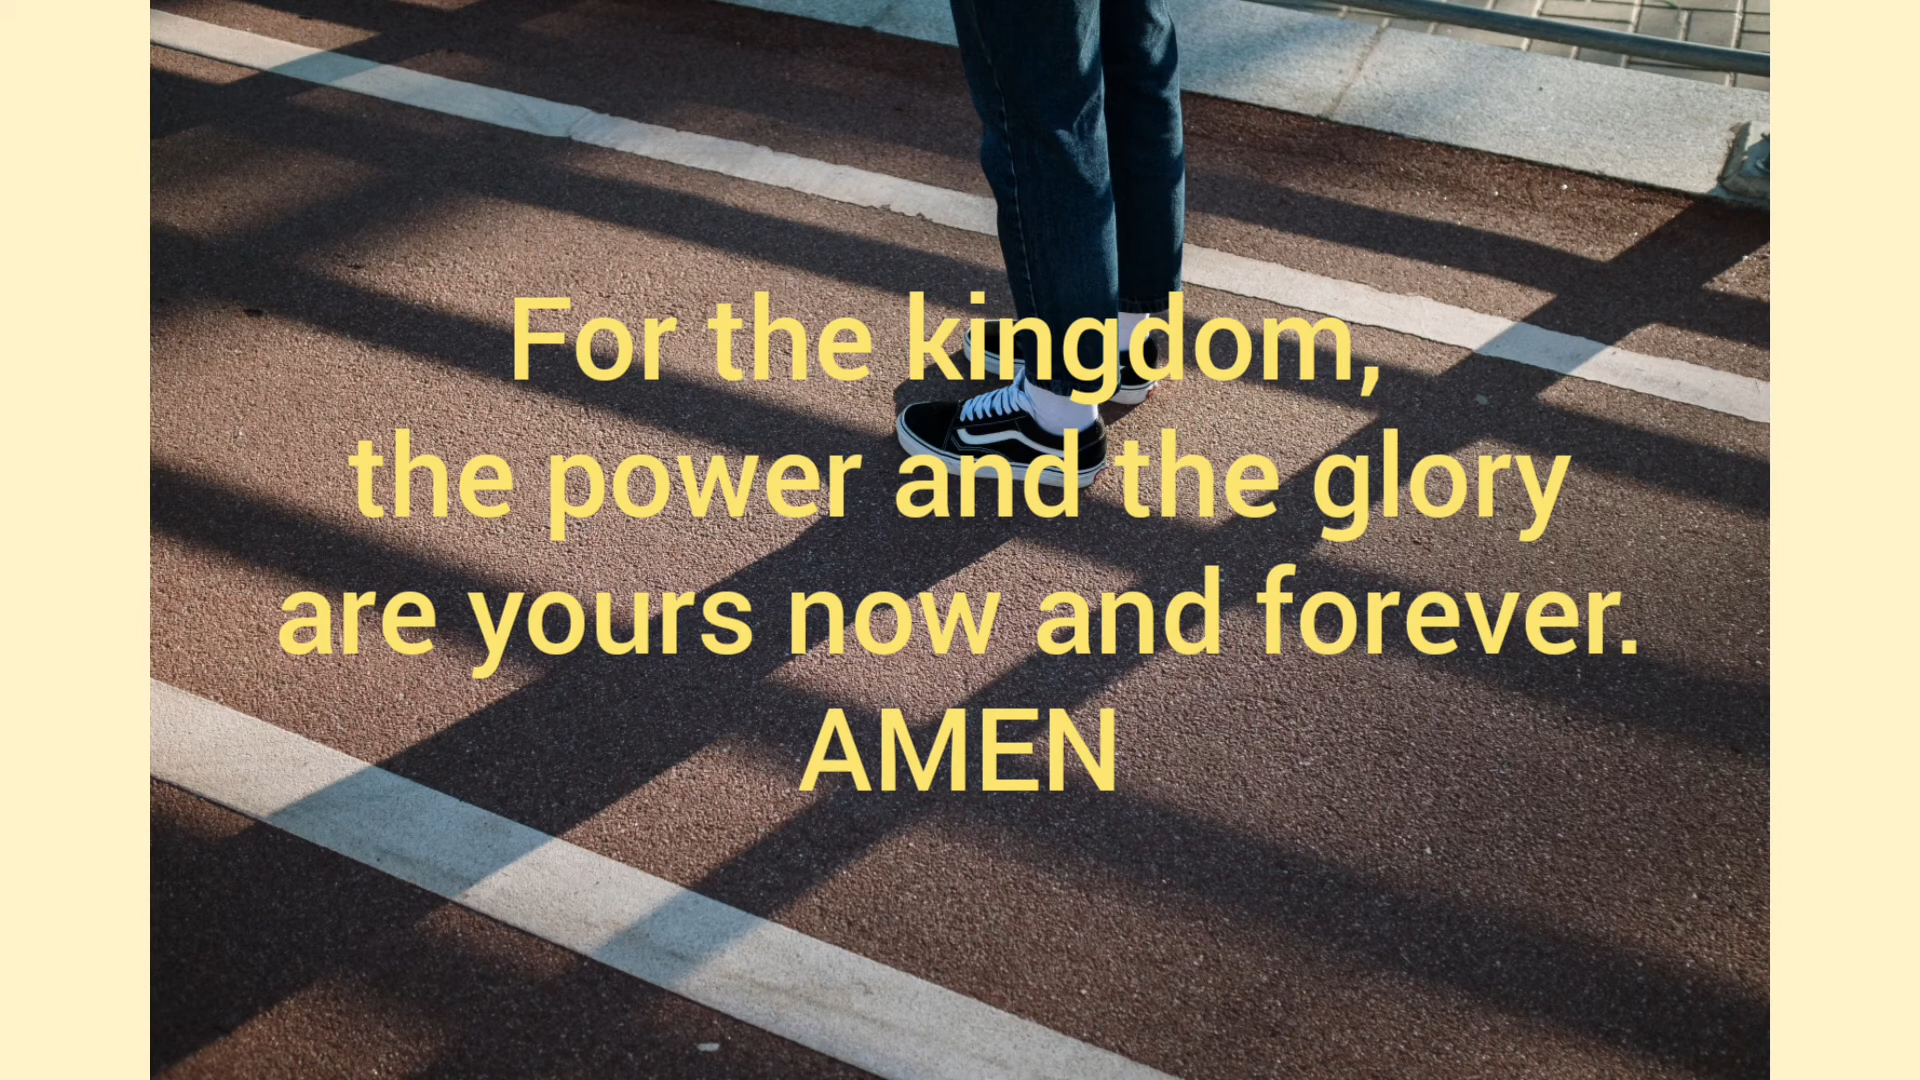 For the kingdom,
the power and the glory
are yours now and forever.
AMEN